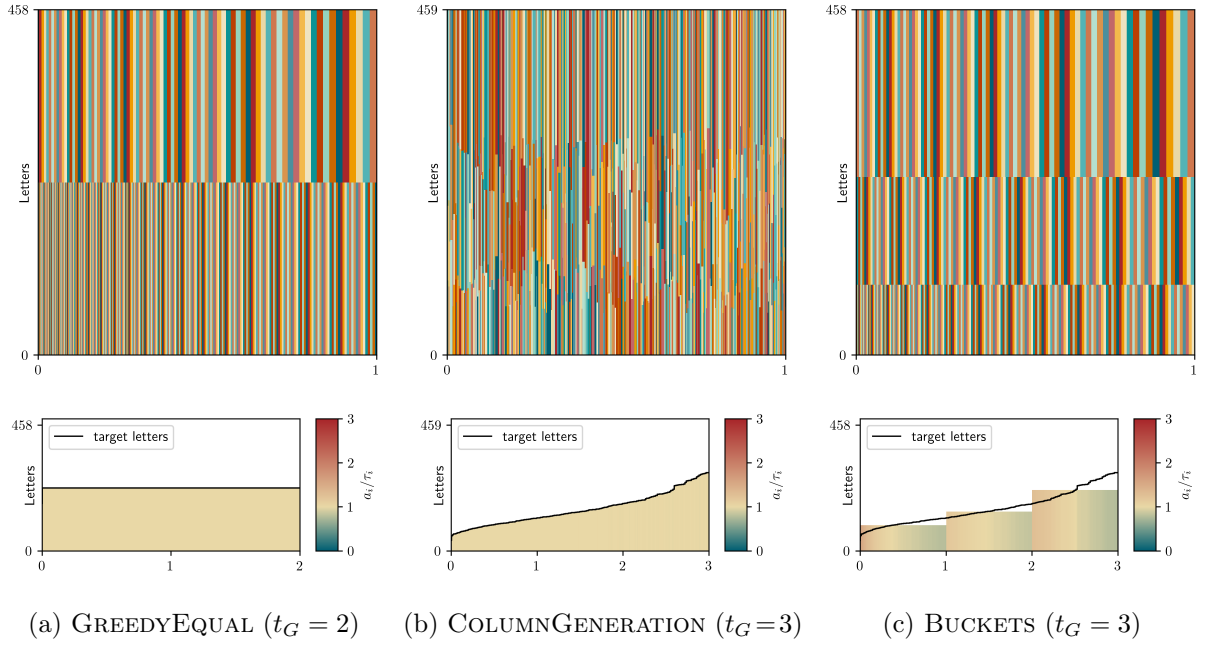 458
Letters
0
0 1
459
Letters
0
0 1
458
Letters
0
0 1
458
Letters
0
0 1 2
target letters
3
2
1
0
a_i/τ_i
459
Letters
0
0 1 2 3
target letters
3
2
1
0
a_i/τ_i
458
Letters
0
0 1 2 3
target letters
3
2
1
0
a_i/τ_i
(a) GREEDYEQUAL (t_G = 2)
(b) COLUMNGENERATION (t_G=3)
(c) BUCKETS (t_G = 3)